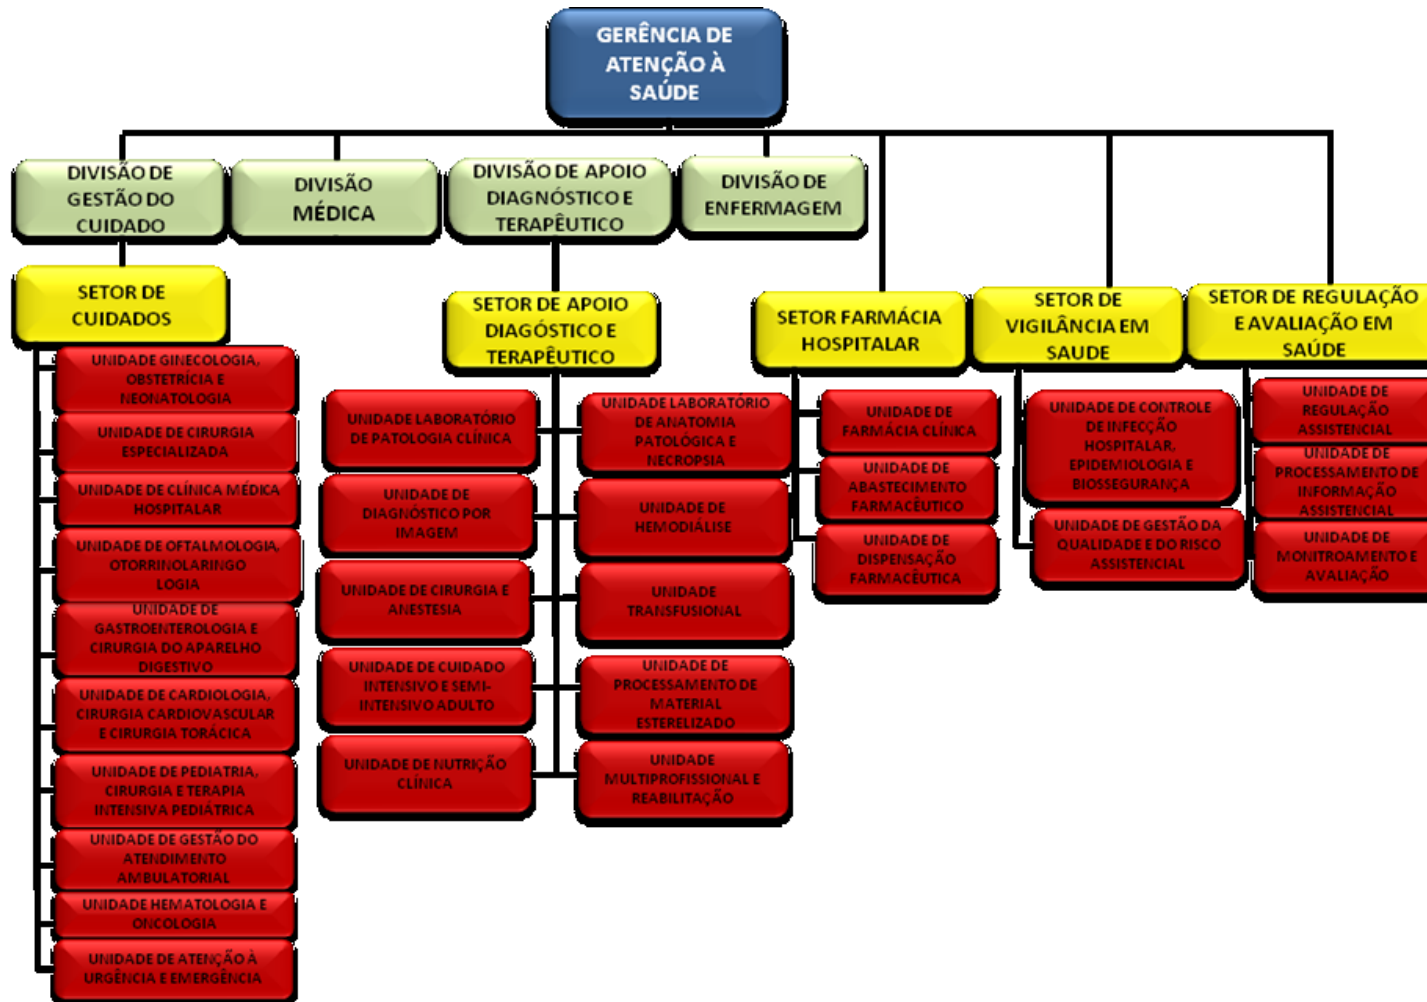 GERÊNCIA DE
ATENÇÃO À
SAÚDE
DIVISÃO DE
GESTÃO DO
CUIDADO
DIVISÃO
MÉDICA
DIVISÃO DE APOIO
DIAGNÓSTICO E
TERAPÊUTICO
DIVISÃO DE
ENFERMAGEM
SETOR DE
CUIDADOS
SETOR DE APOIO
DIAGÓSTICO E
TERAPÊUTICO
SETOR FARMÁCIA
HOSPITALAR
SETOR DE
VIGILÂNCIA EM
SAUDE
SETOR DE REGULAÇÃO
E AVALIAÇÃO EM
SAÚDE
UNIDADE GINECOLOGIA,
OBSTETRÍCIA E
NEONATOLOGIA
UNIDADE DE CIRURGIA
ESPECIALIZADA
UNIDADE DE CLÍNICA MÉDICA
HOSPITALAR
UNIDADE DE OFTALMOLOGIA,
OTORRINOLARINGO
LOGIA
UNIDADE DE
GASTROENTEROLOGIA E
CIRURGIA DO APARELHO
DIGESTIVO
UNIDADE DE CARDIOLOGIA,
CIRURGIA CARDIOVASCULAR
E CIRURGIA TORÁCICA
UNIDADE DE PEDIATRIA,
CIRURGIA E TERAPIA
INTENSIVA PEDIÁTRICA
UNIDADE DE GESTÃO DO
ATENDIMENTO
AMBULATORIAL
UNIDADE HEMATOLOGIA E
ONCOLOGIA
UNIDADE DE ATENÇÃO À
URGÊNCIA E EMERGÊNCIA
UNIDADE LABORATÓRIO
DE PATOLOGIA CLÍNICA
UNIDADE DE
DIAGNÓSTICO POR
IMAGEM
UNIDADE DE CIRURGIA E
ANESTESIA
UNIDADE DE CUIDADO
INTENSIVO E SEMI-
INTENSIVO ADULTO
UNIDADE DE NUTRIÇÃO
CLÍNICA
UNIDADE LABORATÓRIO
DE ANATOMIA
PATOLÓGICA E
NECROPSIA
UNIDADE DE
HEMODIÁLISE
UNIDADE
TRANSFUSIONAL
UNIDADE DE
PROCESSAMENTO DE
MATERIAL
ESTERELIZADO
UNIDADE
MULTIPROFISSIONAL E
REABILITAÇÃO
UNIDADE DE
FARMÁCIA CLÍNICA
UNIDADE DE
ABASTECIMENTO
FARMACÊUTICO
UNIDADE DE
DISPENSAÇÃO
FARMACÊUTICA
UNIDADE DE CONTROLE
DE INFECÇÃO
HOSPITALAR,
EPIDEMIOLOGIA E
BIOSSEGURANÇA
UNIDADE DE GESTÃO DA
QUALIDADE E DO RISCO
ASSISTENCIAL
UNIDADE DE
REGULAÇÃO
ASSISTENCIAL
UNIDADE DE
PROCESSAMENTO DE
INFORMAÇÃO
ASSISTENCIAL
UNIDADE DE
MONITROAMENTO E
AVALIAÇÃO